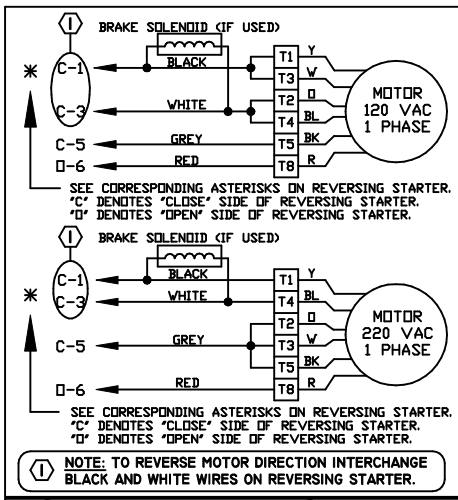 1 BRAKE SOLENOID (IF USED)
* C-1 BLACK T1 Y
T3 W
C-3 WHITE T2 O
T4 BL
C-5 GREY T5 BK
O-6 RED T8 R
MOTOR
120 VAC
1 PHASE
SEE CORRESPONDING ASTERISKS ON REVERSING STARTER.
"C" DENOTES "CLOSE" SIDE OF REVERSING STARTER.
"O" DENOTES "OPEN" SIDE OF REVERSING STARTER.
1 BRAKE SOLENOID (IF USED)
C-1 BLACK T1 Y
* C-3 WHITE T4 BL
T2 O
C-5 GREY T3 W
T5 BK
O-6 RED T8 R
MOTOR
220 VAC
1 PHASE
SEE CORRESPONDING ASTERISKS ON REVERSING STARTER.
"C" DENOTES "CLOSE" SIDE OF REVERSING STARTER.
"O" DENOTES "OPEN" SIDE OF REVERSING STARTER.
1 NOTE: TO REVERSE MOTOR DIRECTION INTERCHANGE
BLACK AND WHITE WIRES ON REVERSING STARTER.